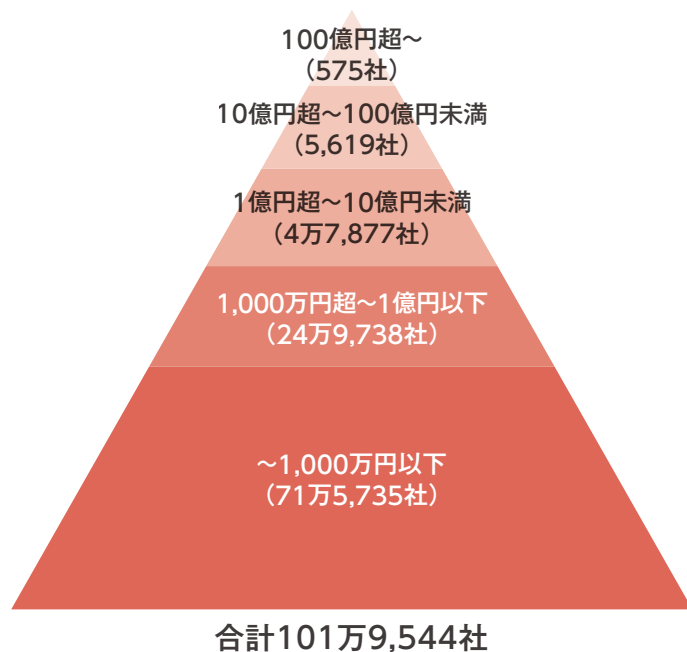 100億円超～
（575社）
10億円超～100億円未満
（5,619社）
1億円超～10億円未満
（4万7,877社）
1,000万円超～1億円以下
（24万9,738社）
～1,000万円以下
（71万5,735社）
合計101万9,544社